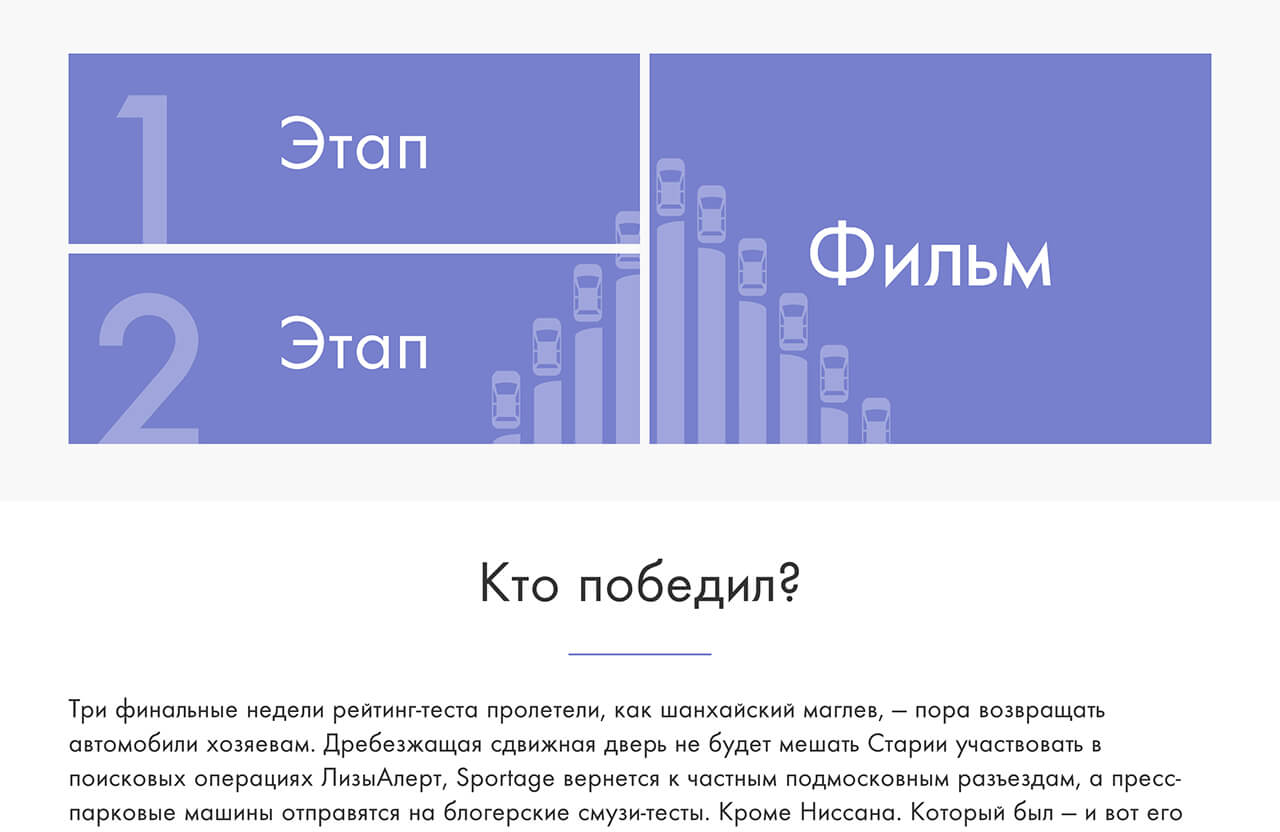 1 Этап
2 Этап
Фильм
Кто победил?
Три финальные недели рейтинг-теста пролетели, как шанхайский маглев, — пора возвращать
автомобили хозяевам. Дребезжащая сдвижная дверь не будет мешать Старии участвовать в
поисковых операциях ЛизыАлерт, Sportage вернется к частным подмосковным разъездам, а пресс-
парковые машины отправятся на блогерские смузи-тесты. Кроме Ниссана. Который был — и вот его